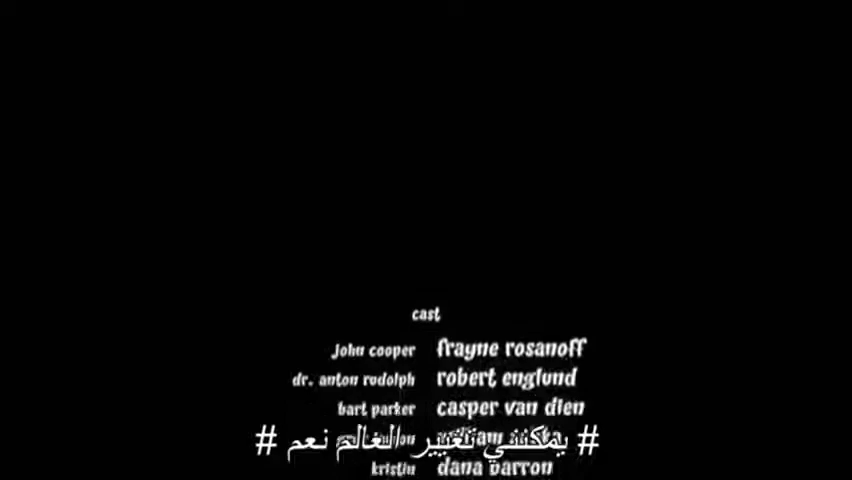 cast
john cooper frayne rosanoff
dr. anton rudolph robert englund
bart parker casper van dien
# يمكنني تغيير العالم نعم #
kristin dana barron